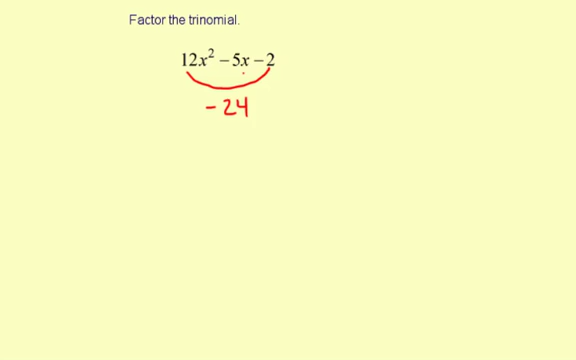 Factor the trinomial.
12x² – 5x – 2
– 24